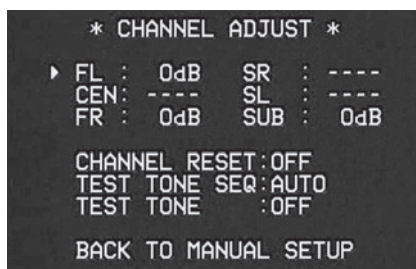 * CHANNEL ADJUST *
FL : 0dB SR : ----
CEN: ---- SL : ----
FR : 0dB SUB : 0dB
CHANNEL RESET:OFF
TEST TONE SEQ:AUTO
TEST TONE :OFF
BACK TO MANUAL SETUP